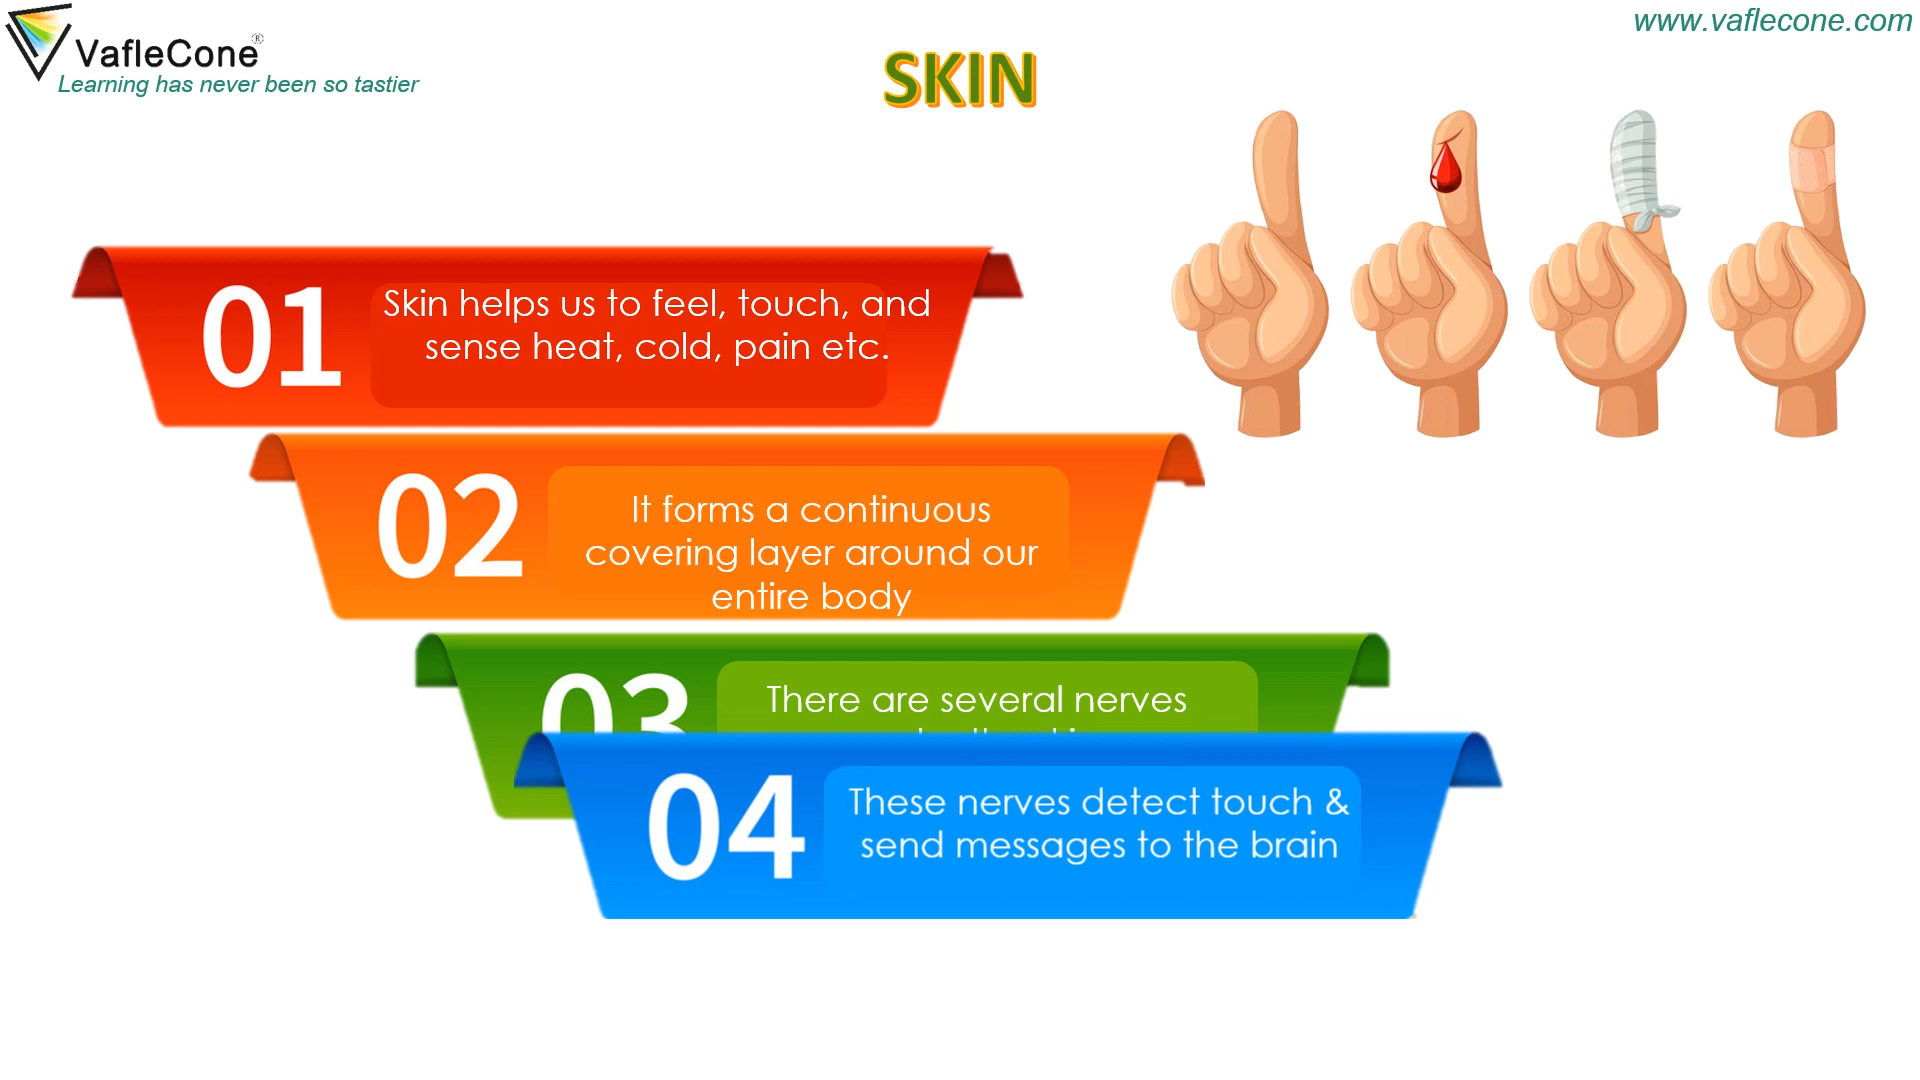 VafleCone®
Learning has never been so tastier
www.vaflecone.com
SKIN
01
Skin helps us to feel, touch, and
sense heat, cold, pain etc.
02
It forms a continuous
covering layer around our
entire body
03
There are several nerves
04
These nerves detect touch &
send messages to the brain